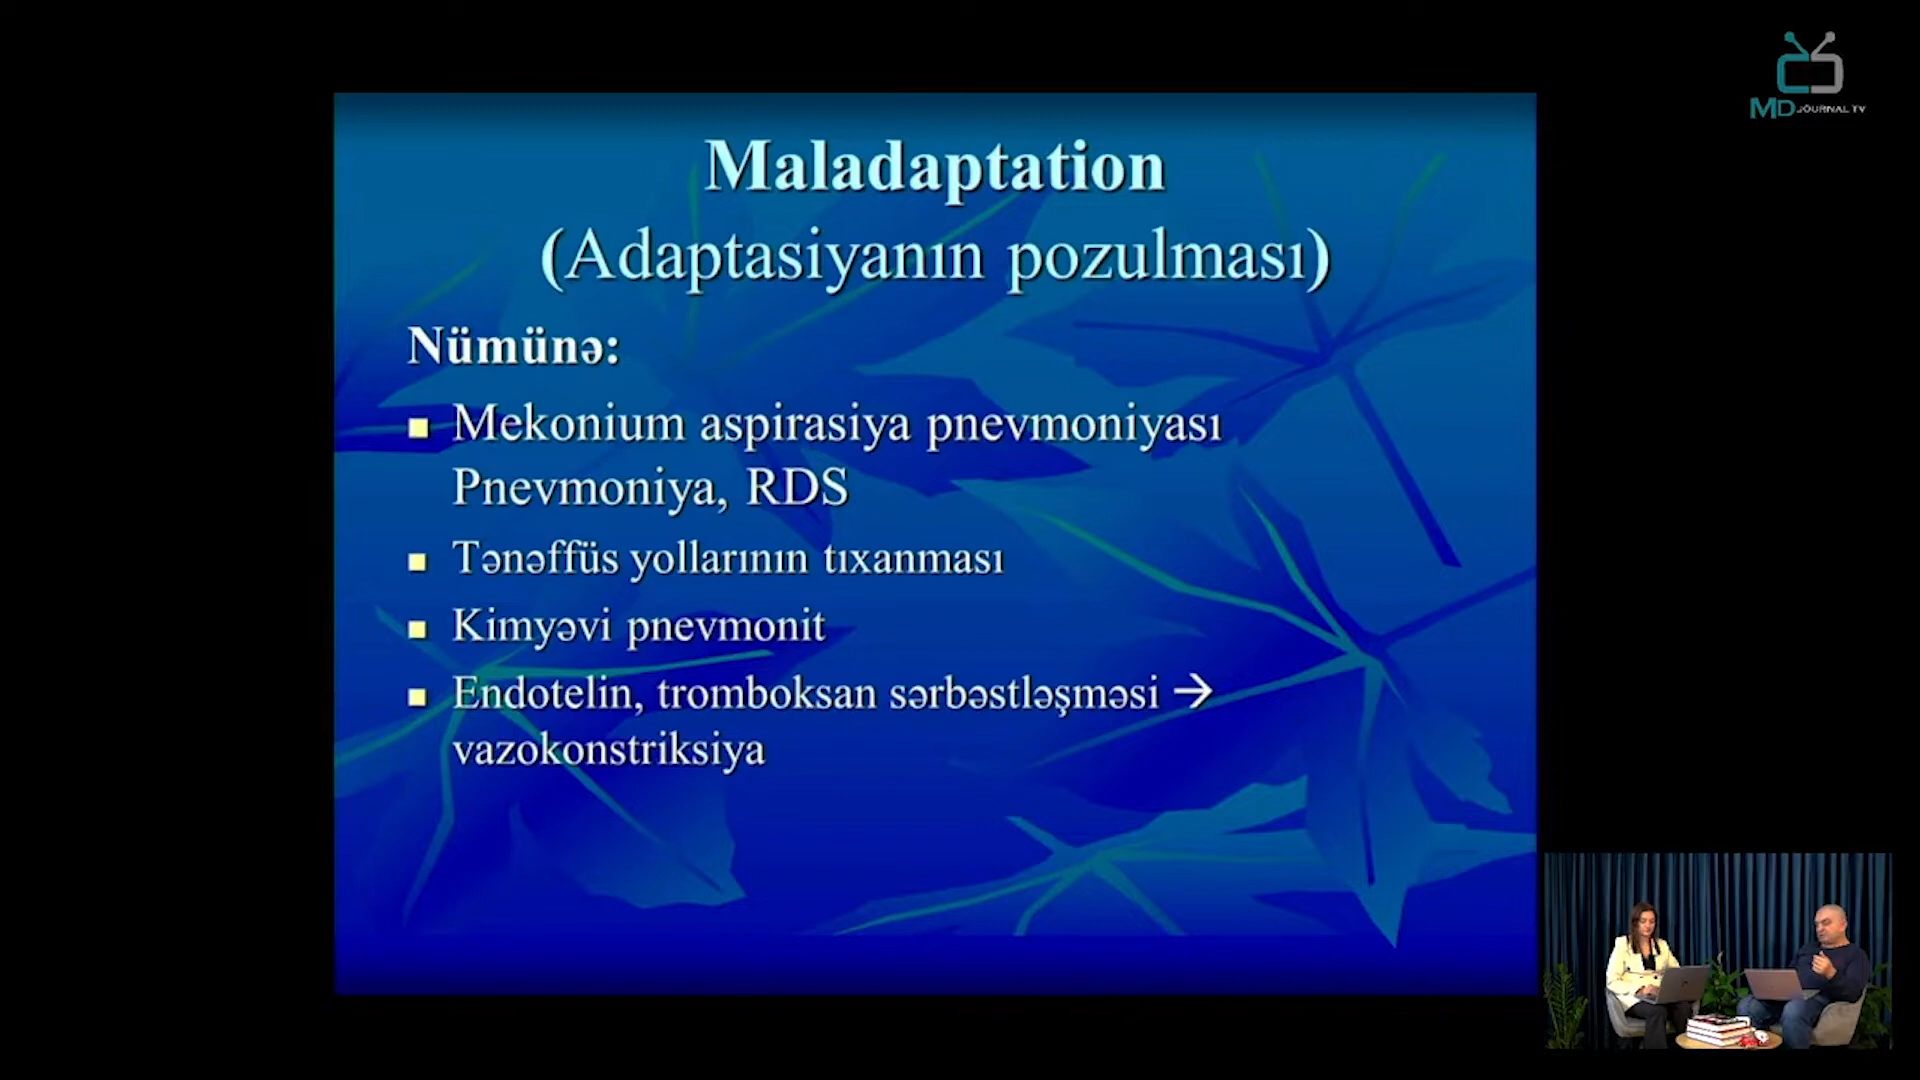 MD JOURNAL TV
Maladaptation
(Adaptasiyanın pozulması)
Nümünə:
Mekonium aspirasiya pnevmoniyası
Pnevmoniya, RDS
Tənəffüs yollarının tıxanması
Kimyəvi pnevmonit
Endotelin, tromboksan sərbəstləşməsi →
vazokonstriksiya